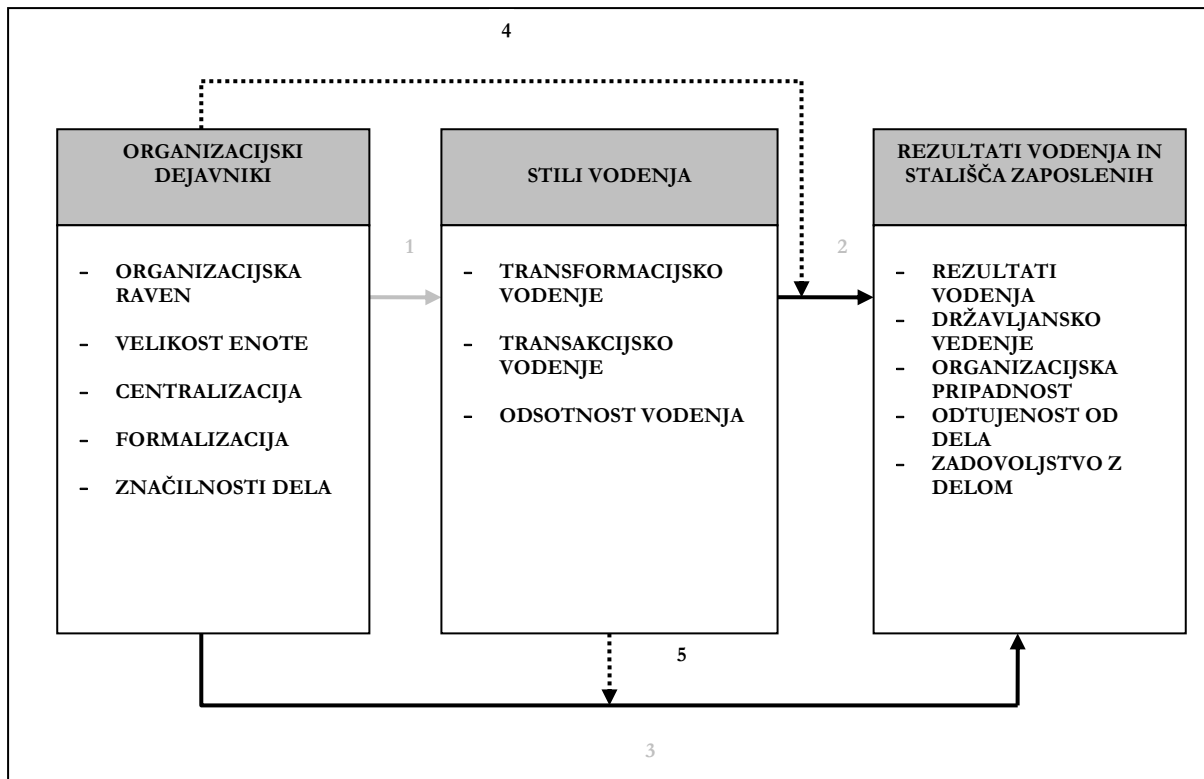 4
ORGANIZACIJSKI
DEJAVNIKI
STILI VODENJA
REZULTATI VODENJA IN
STALIŠČA ZAPOSLENIH
- ORGANIZACIJSKA
RAVEN
- VELIKOST ENOTE
- CENTRALIZACIJA
- FORMALIZACIJA
- ZNAČILNOSTI DELA
1
- TRANSFORMACIJSKO
VODENJE
- TRANSAKCIJSKO
VODENJE
- ODSOTNOST VODENJA
2
- REZULTATI
VODENJA
- DRŽAVLJANSKO
VEDENJE
- ORGANIZACIJSKA
PRIPADNOST
- ODTUJENOST OD
DELA
- ZADOVOLJSTVO Z
DELOM
5
3